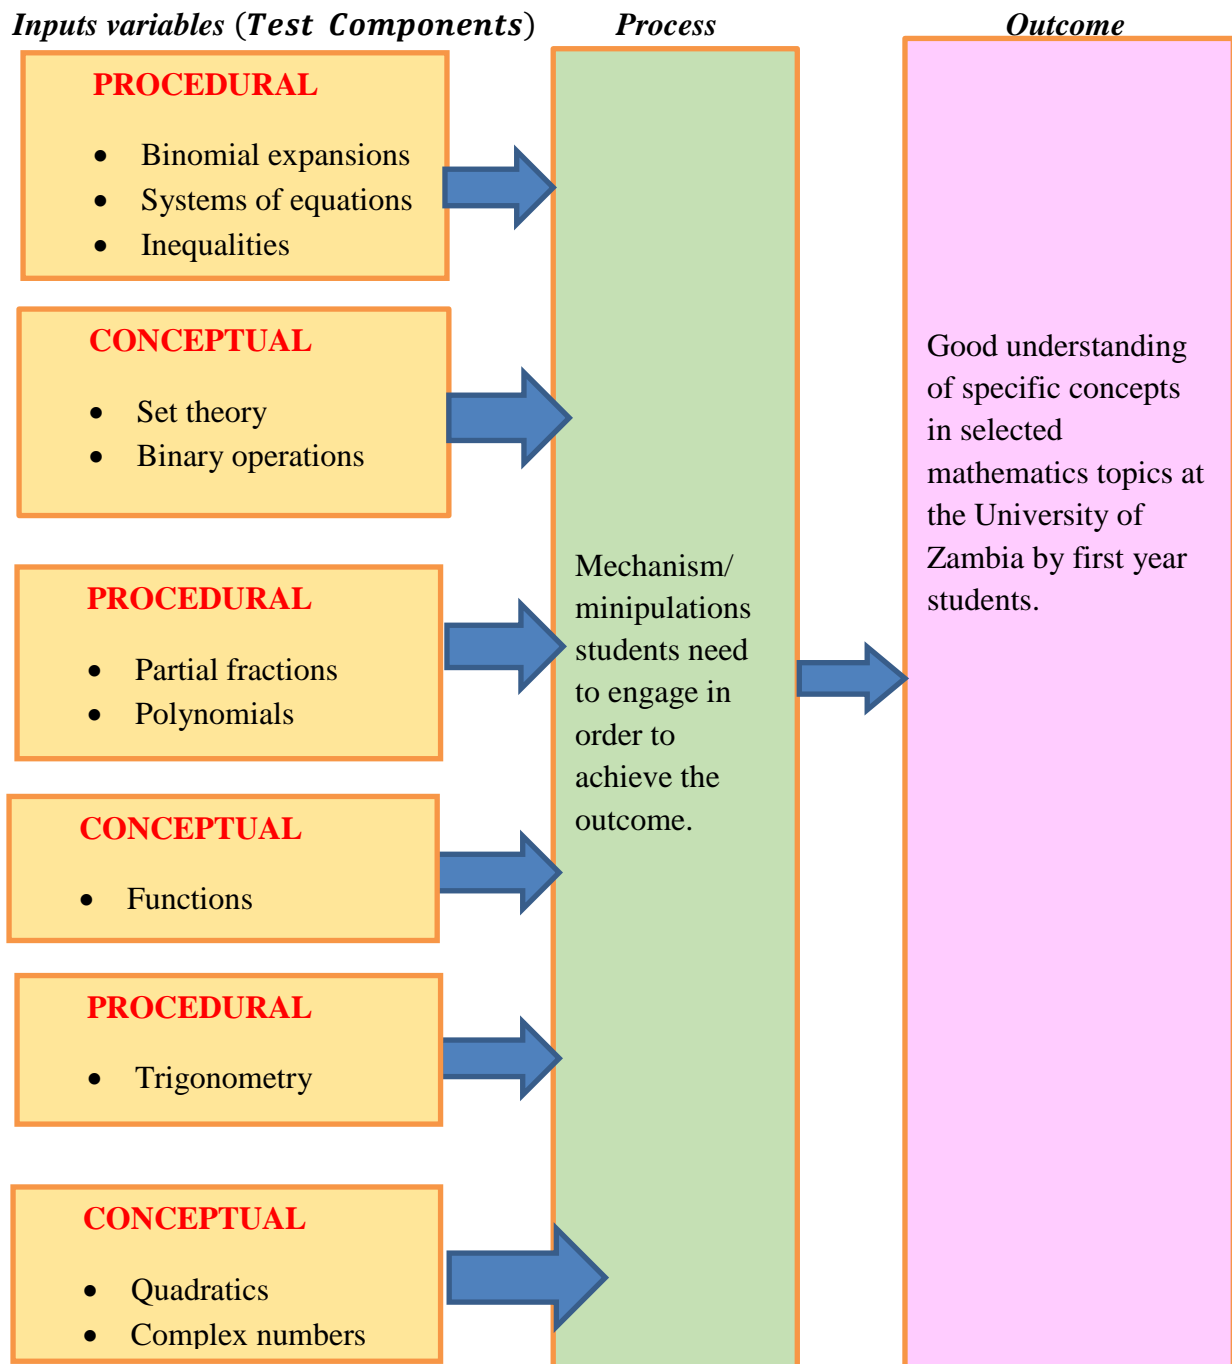 Inputs variables (Test Components)
Process
Outcome
PROCEDURAL
• Binomial expansions
• Systems of equations
• Inequalities
CONCEPTUAL
• Set theory
• Binary operations
PROCEDURAL
• Partial fractions
• Polynomials
CONCEPTUAL
• Functions
PROCEDURAL
• Trigonometry
CONCEPTUAL
• Quadratics
• Complex numbers
Mechanism/
minipulations
students need
to engage in
order to
achieve the
outcome.
Good understanding
of specific concepts
in selected
mathematics topics at
the University of
Zambia by first year
students.